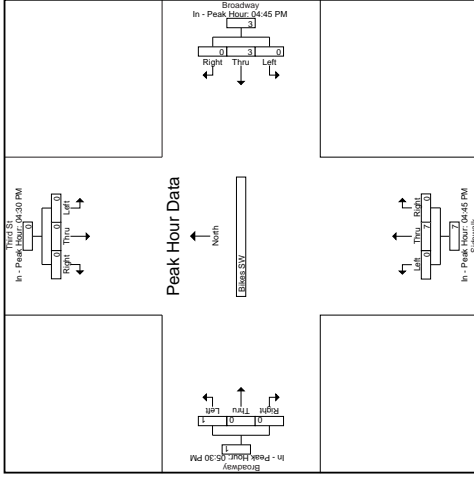 Broadway
In - Peak Hour: 04:45 PM
3
0 3 0
Right Thru Left
Third St
In - Peak Hour: 04:30 PM
0
0 0 0
Left Thru Right
Peak Hour Data
North
Bikes SW
Right Thru Left
0 7 0
7
In - Peak Hour: 04:45 PM
Sidewalk
Left Thru Right
1 0 0
1
In - Peak Hour: 05:30 PM
Broadway